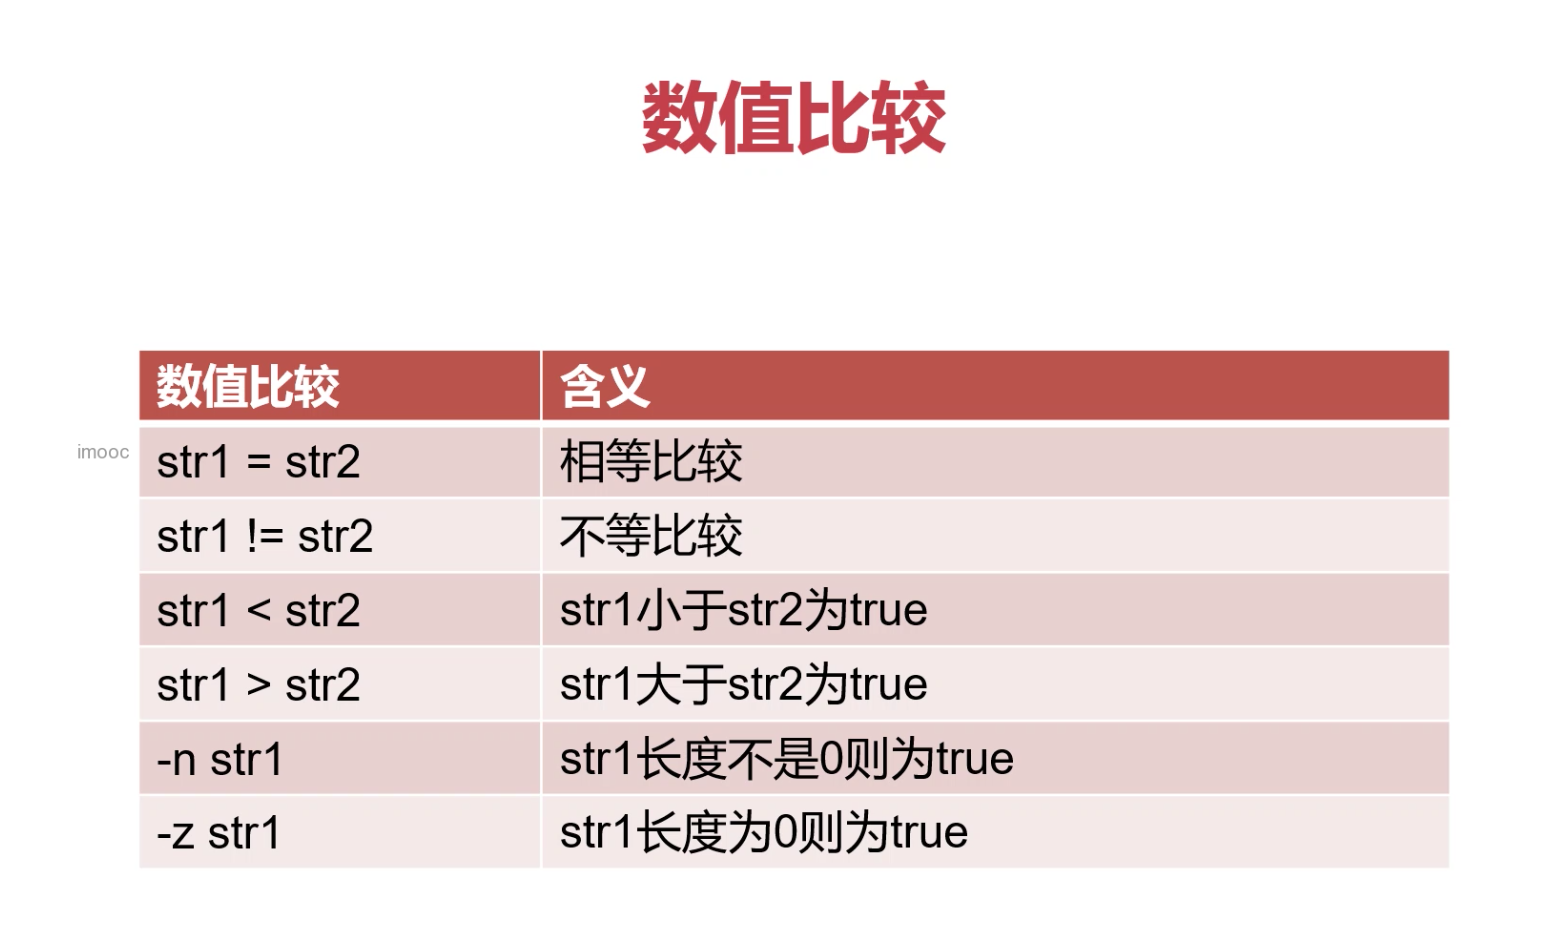 数值比较
数值比较 含义
imooc
str1 = str2 相等比较
str1 != str2 不等比较
str1 < str2 str1小于str2为true
str1 > str2 str1大于str2为true
-n str1 str1长度不是0则为true
-z str1 str1长度为0则为true